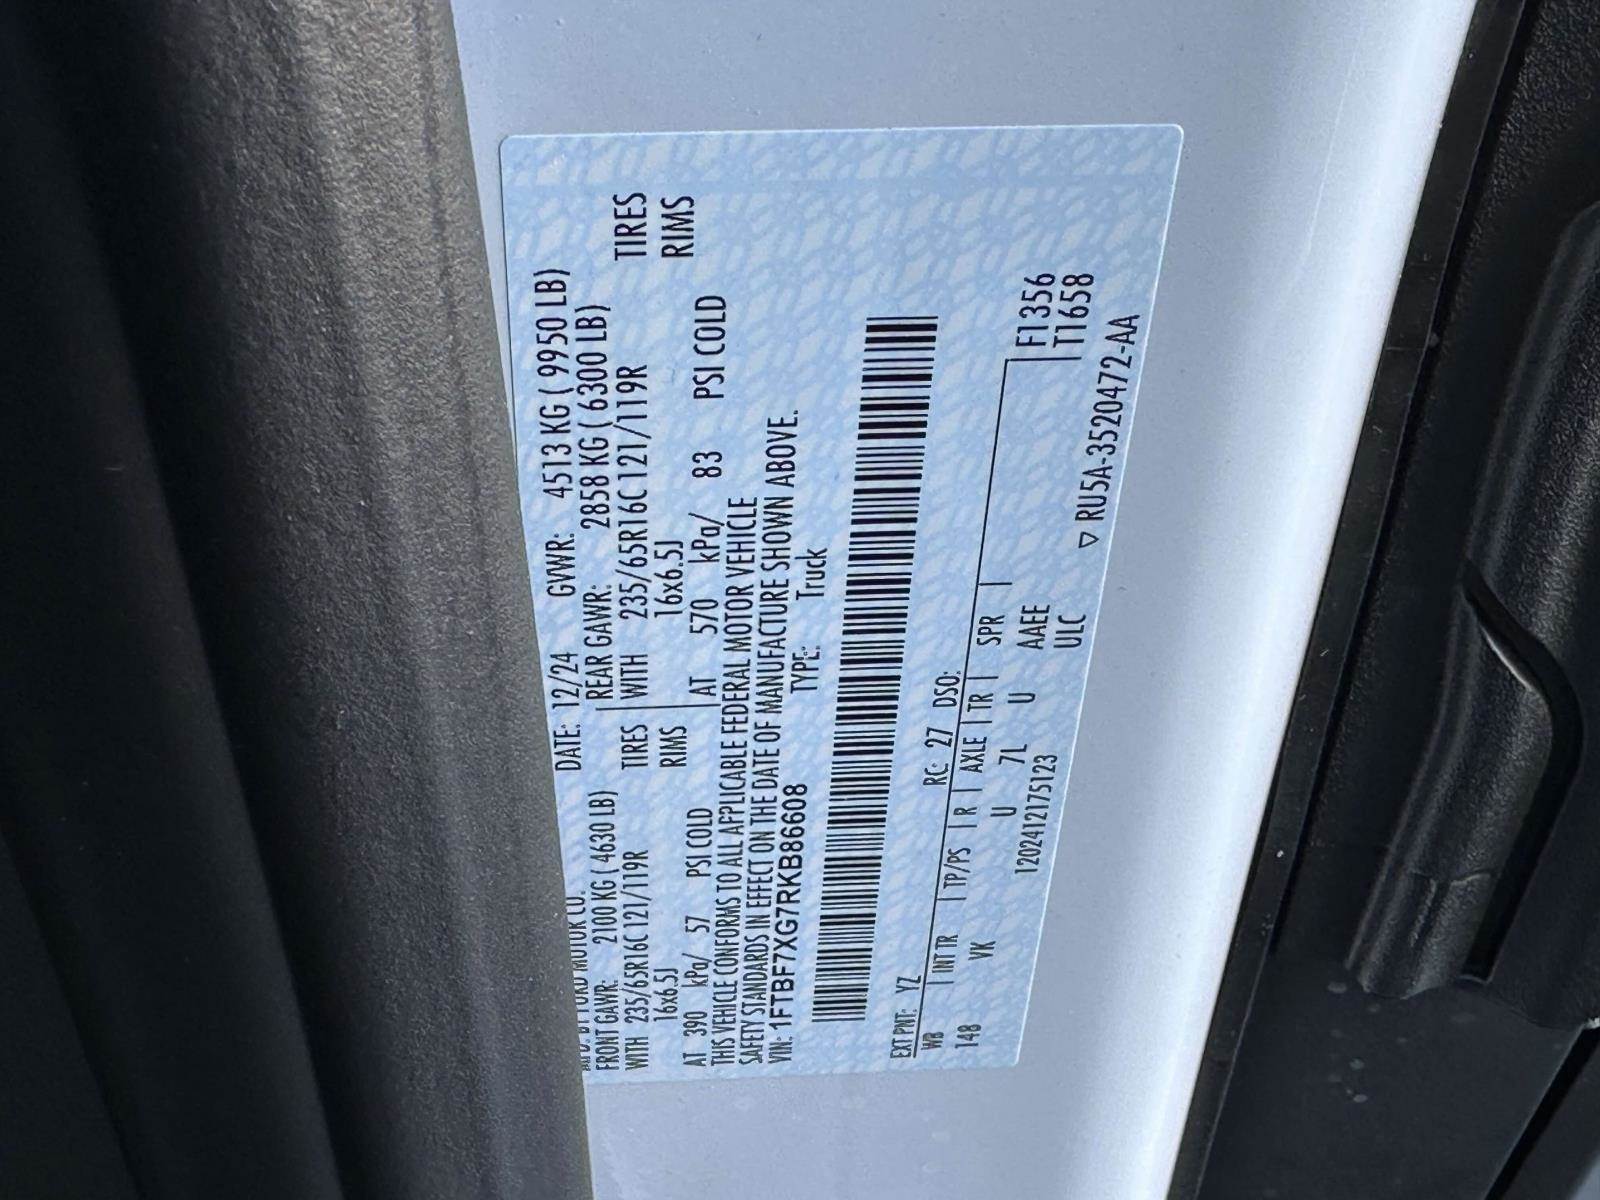 MFD. BY FORD MOTOR CO.
DATE: 12/24 GVWR: 4513 KG ( 9950 LB)
FRONT GAWR: 2100 KG ( 4630 LB) REAR GAWR: 2858 KG ( 6300 LB)
WITH 235/65R16C 121/119R TIRES WITH 235/65R16C 121/119R TIRES
16x6.5J RIMS 16x6.5J RIMS
AT 390 kPa/ 57 PSI COLD AT 570 kPa/ 83 PSI COLD
THIS VEHICLE CONFORMS TO ALL APPLICABLE FEDERAL MOTOR VEHICLE
SAFETY STANDARDS IN EFFECT ON THE DATE OF MANUFACTURE SHOWN ABOVE.
VIN: 1FTBF7XG7RKB86608 TYPE: Truck
EXT PNT: YZ RC: 27 DSO:
WB INT TR TP/PS R AXLE TR SPR F1356
148 VK U 7L U AAEE T1658
1202412175123 ULC
▽ RU5A-3520472-AA